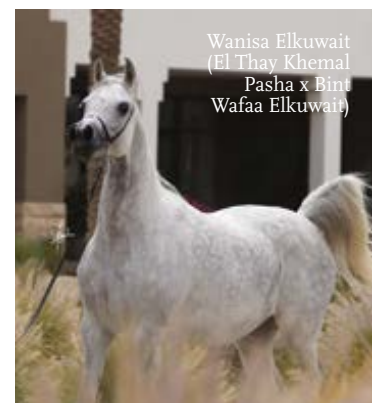 Wanisa Elkuwait
(El Thay Khemal
Pasha x Bint
Wafaa Elkuwait)